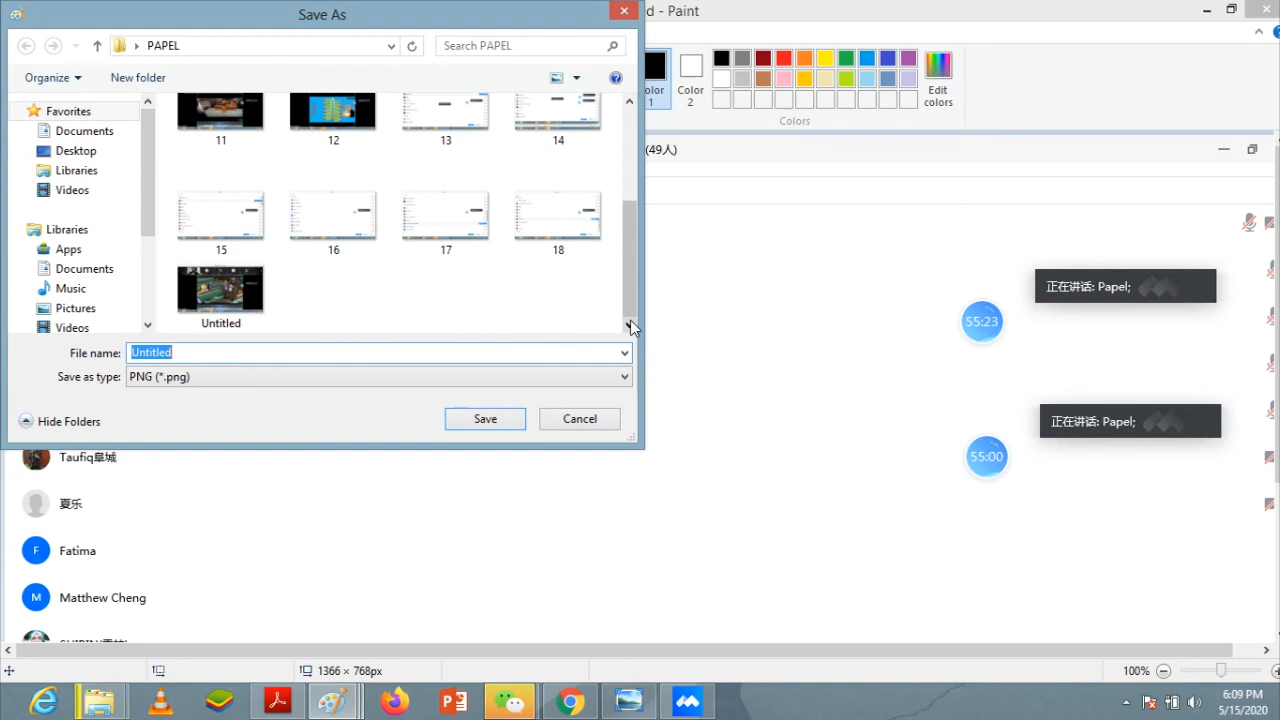 Save As
d - Paint
PAPEL
Search PAPEL
Organize
New folder
Favorites
Documents
Desktop
Libraries
Videos
Libraries
Apps
Documents
Music
Pictures
Videos
11
12
13
14
15
16
17
18
Untitled
File name:
Untitled
Save as type:
PNG (*.png)
Hide Folders
Save
Cancel
olor
1
Color
2
Edit
colors
Colors
(49人)
正在讲话: Papel;
55:23
正在讲话: Papel;
55:00
Taufiq阜城
夏乐
F
Fatima
M
Matthew Cheng
1366 × 768px
100%
6:09 PM
5/15/2020